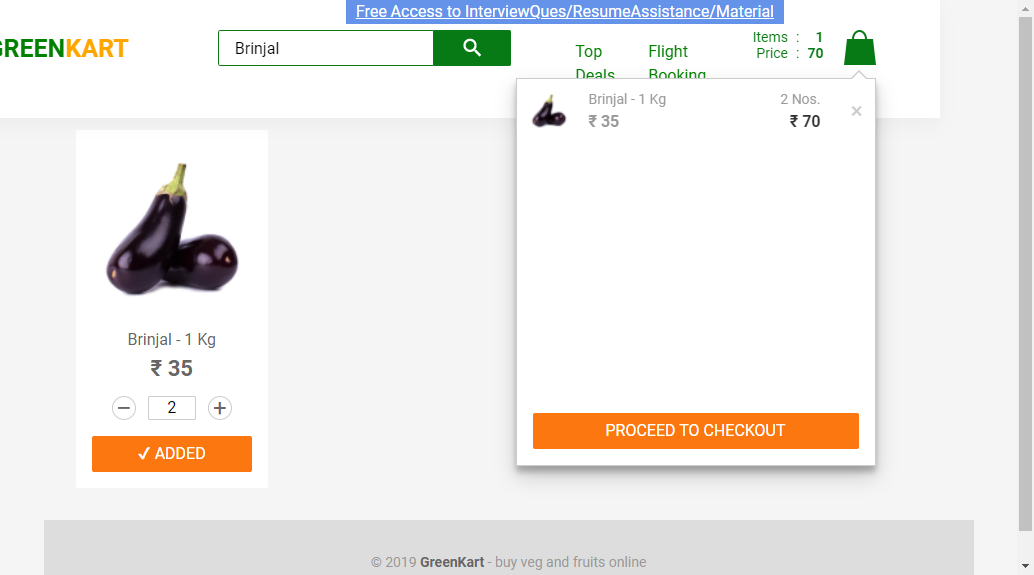 Free Access to InterviewQues/ResumeAssistance/Material
GREENKART
Brinjal
Top
Deals
Flight
Booking
Items : 1
Price : 70
Brinjal - 1 Kg
2 Nos.
₹ 35
₹ 70
×
PROCEED TO CHECKOUT
Brinjal - 1 Kg
₹ 35
− 2 +
✓ ADDED
© 2019 GreenKart - buy veg and fruits online